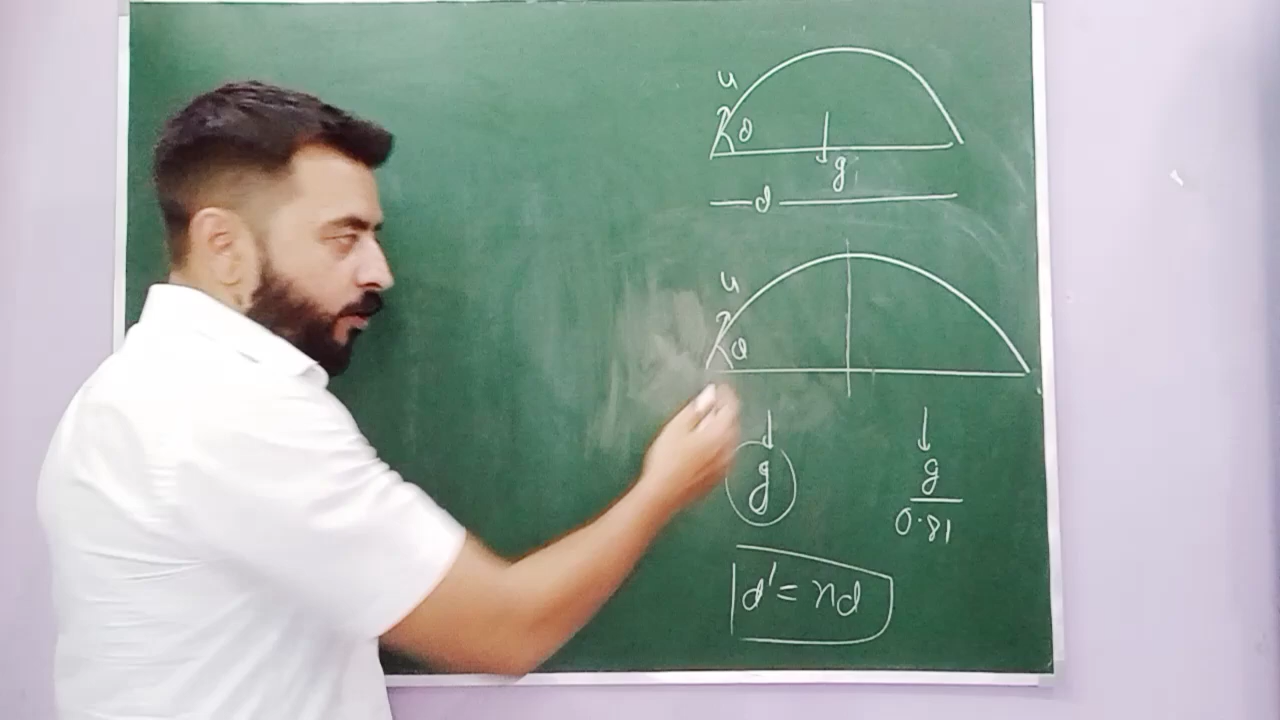 u
θ
g
d
u
θ
g
g
0.81
d' = nd